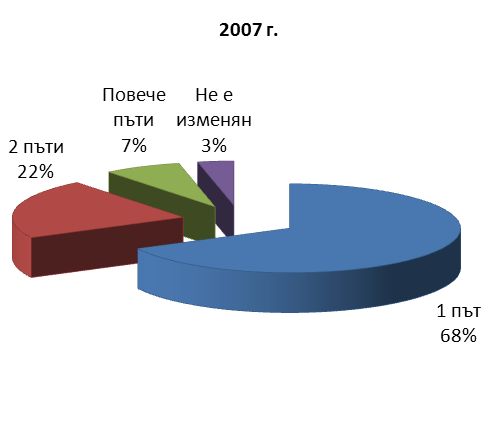 2007 г.
Повече
пъти
7%
Не е
изменян
3%
2 пъти
22%
1 път
68%